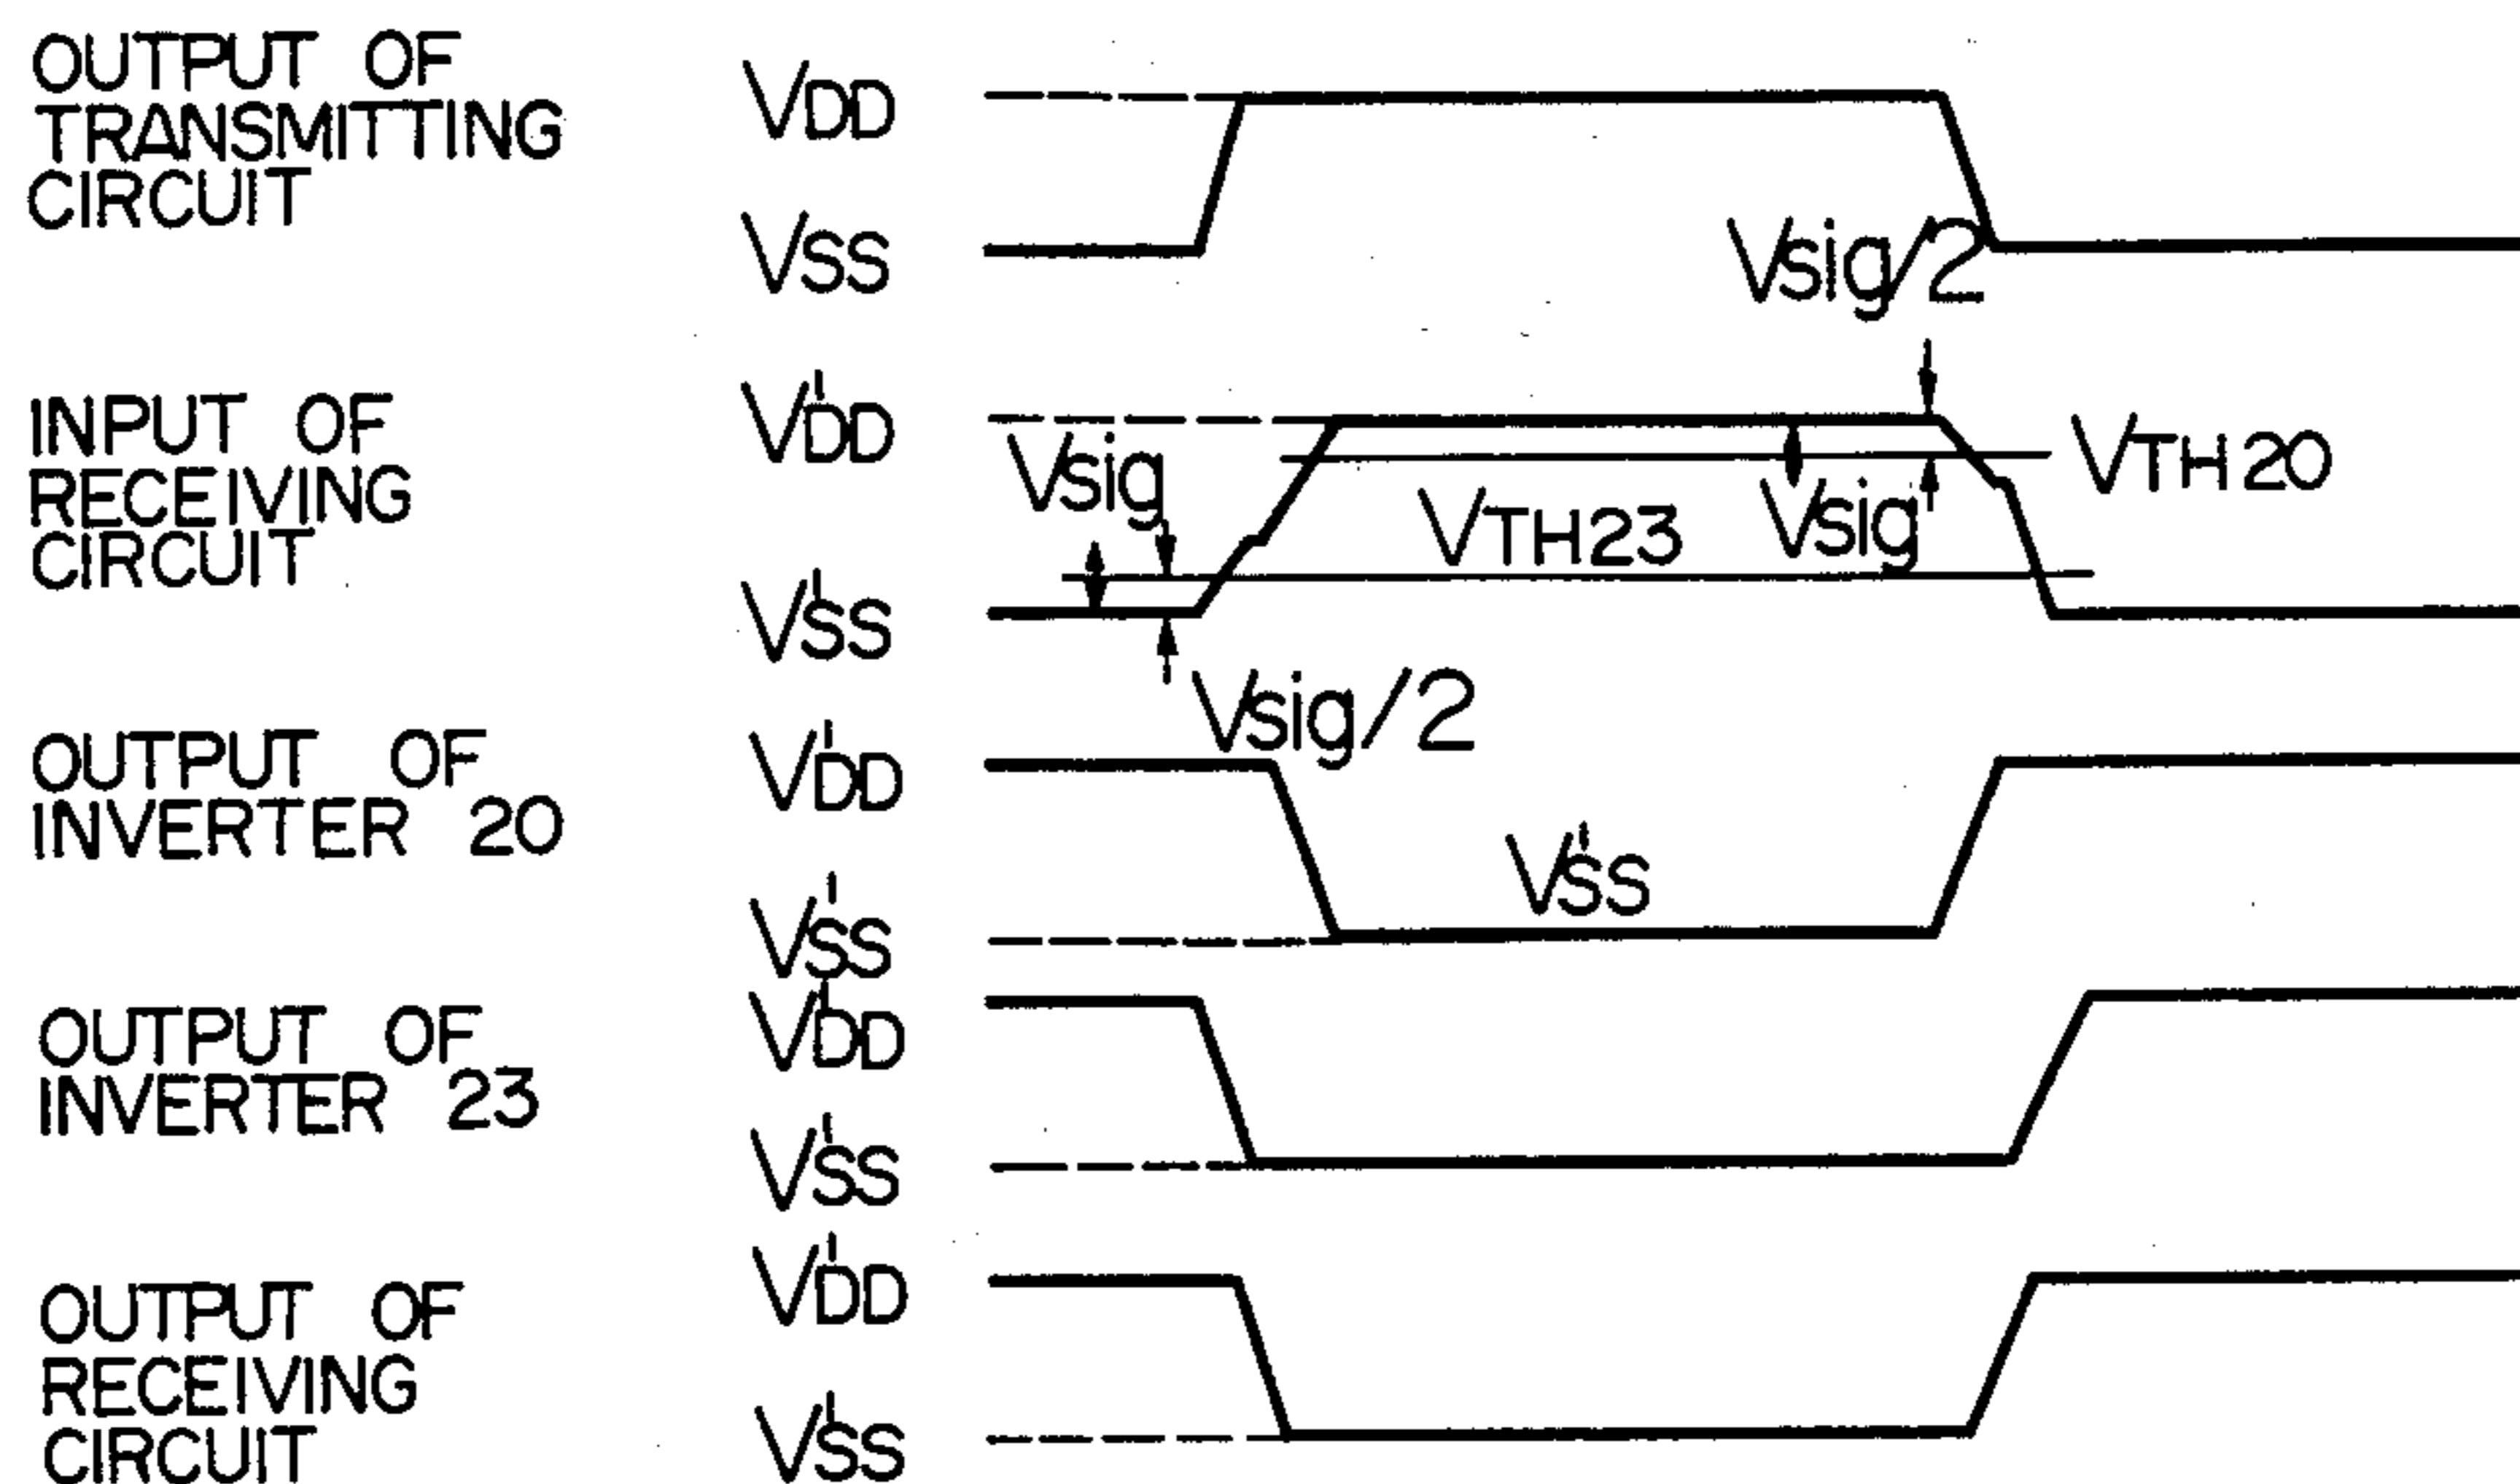 OUTPUT OF
TRANSMITTING
CIRCUIT
VDD
VSS
Vsig/2
INPUT OF
RECEIVING
CIRCUIT
V'DD
Vsig
VTH20
VTH23
Vsig
V'SS
Vsig/2
OUTPUT OF
INVERTER 20
V'DD
V'SS
V'SS
OUTPUT OF
INVERTER 23
V'DD
V'SS
OUTPUT OF
RECEIVING
CIRCUIT
V'DD
V'SS